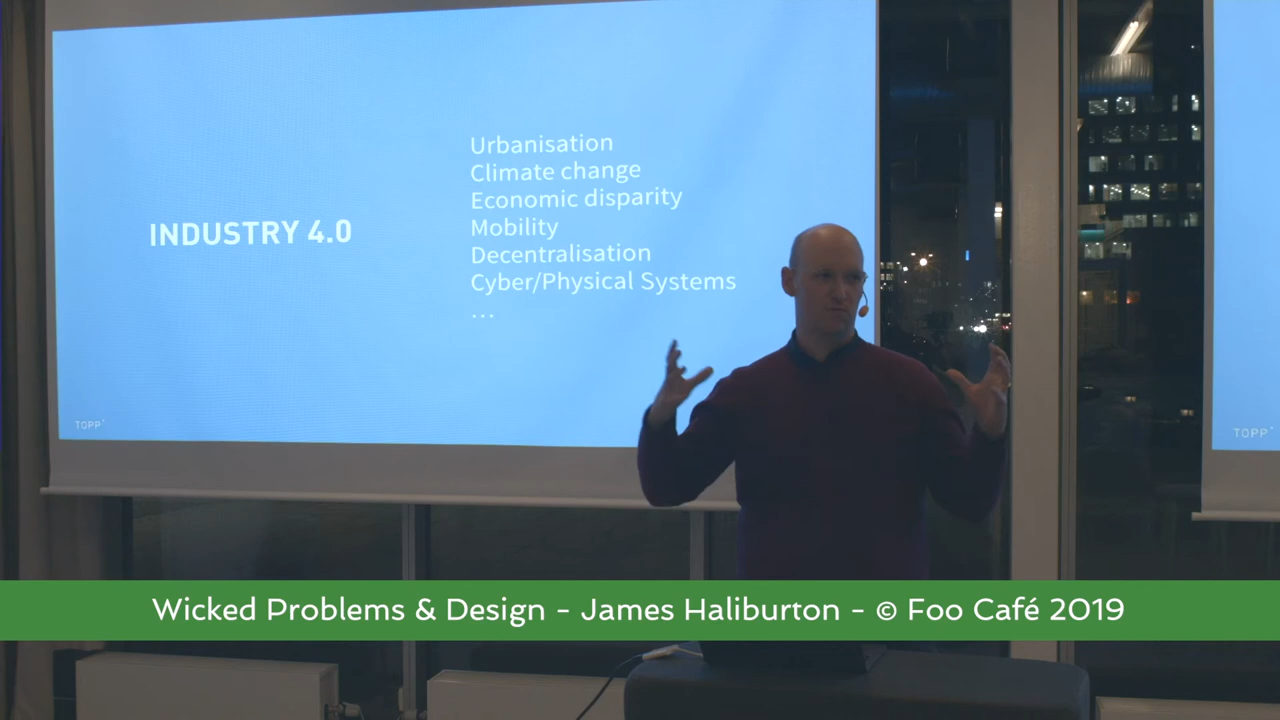 INDUSTRY 4.0
Urbanisation
Climate change
Economic disparity
Mobility
Decentralisation
Cyber/Physical Systems
...
TOPP
TOPP
Wicked Problems & Design - James Haliburton - © Foo Café 2019